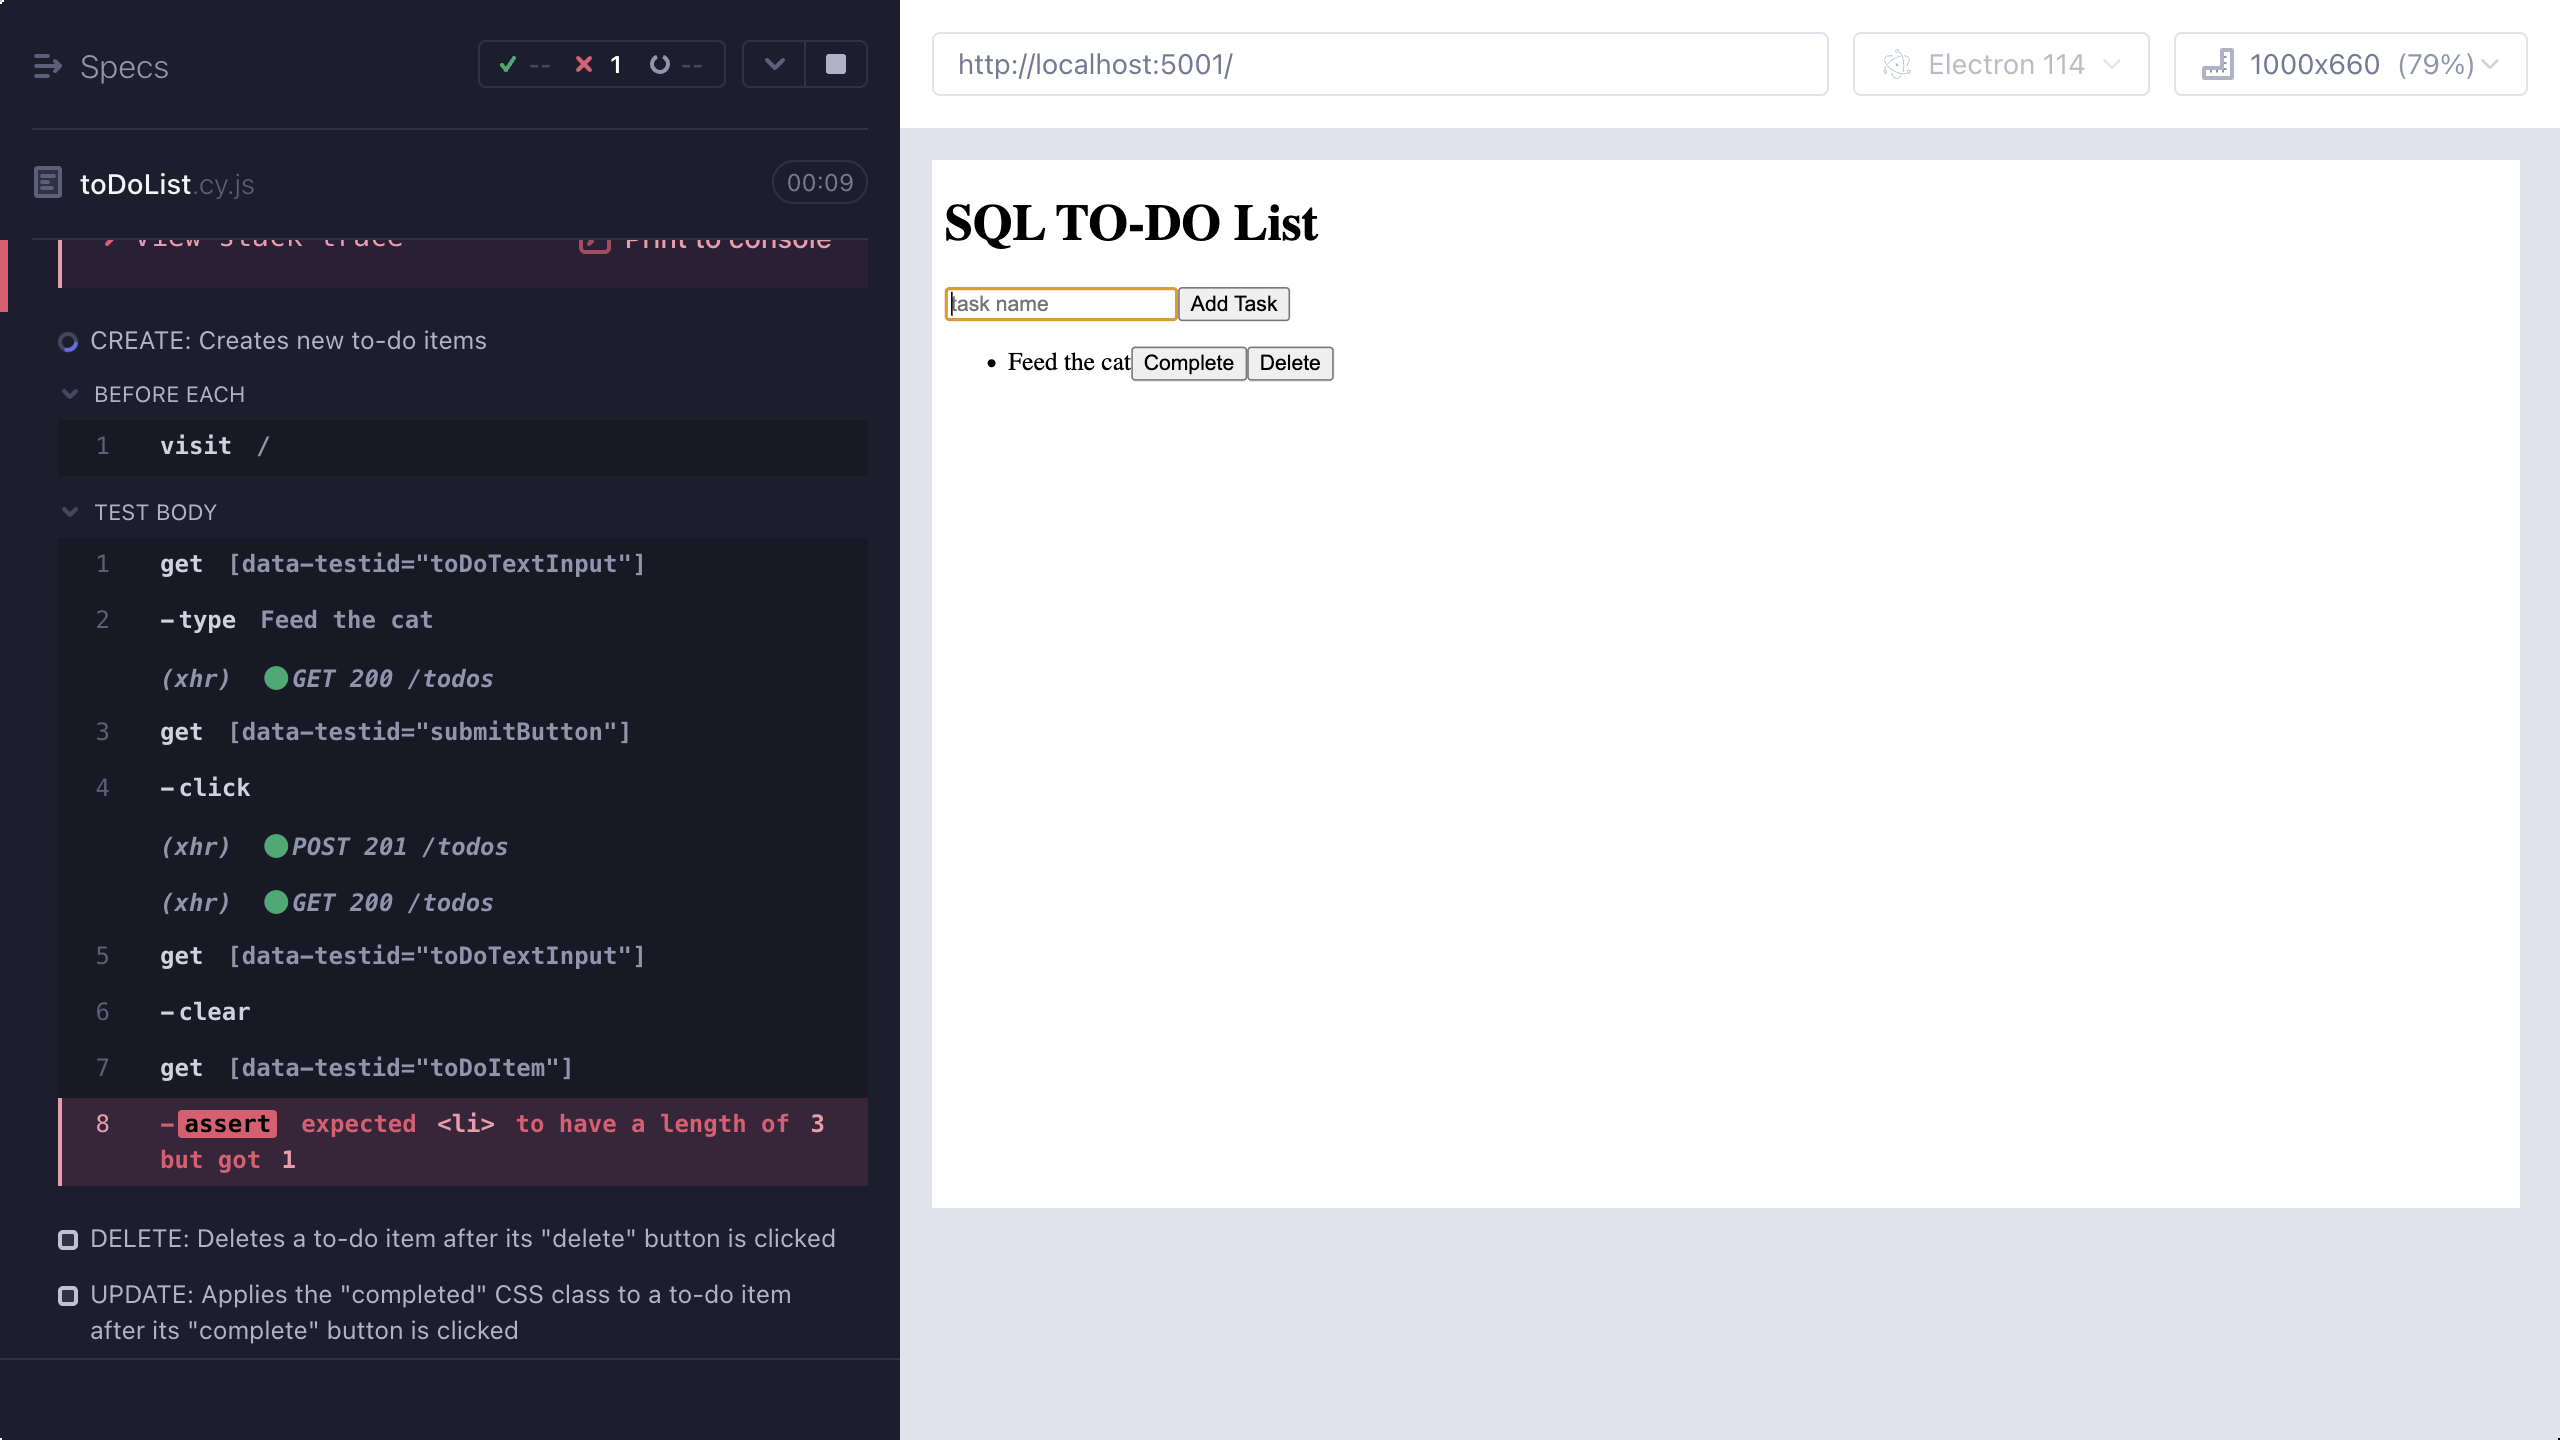 Specs
-- 1 --
toDoList.cy.js
00:09
View stack trace
Print to console
CREATE: Creates new to-do items
BEFORE EACH
1 visit /
TEST BODY
1 get [data-testid="toDoTextInput"]
2 -type Feed the cat
(xhr) GET 200 /todos
3 get [data-testid="submitButton"]
4 -click
(xhr) POST 201 /todos
(xhr) GET 200 /todos
5 get [data-testid="toDoTextInput"]
6 -clear
7 get [data-testid="toDoItem"]
8 -assert expected <li> to have a length of 3
but got 1
DELETE: Deletes a to-do item after its "delete" button is clicked
UPDATE: Applies the "completed" CSS class to a to-do item
after its "complete" button is clicked
http://localhost:5001/
Electron 114
1000x660 (79%)
SQL TO-DO List
task name Add Task
• Feed the cat Complete Delete